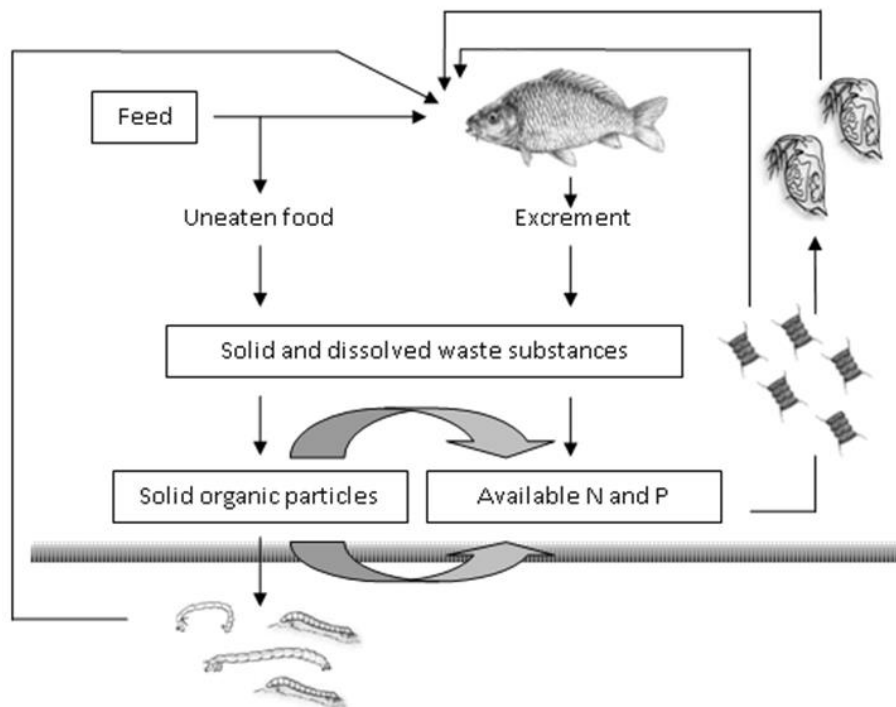 Feed
Uneaten food
Excrement
Solid and dissolved waste substances
Solid organic particles
Available N and P